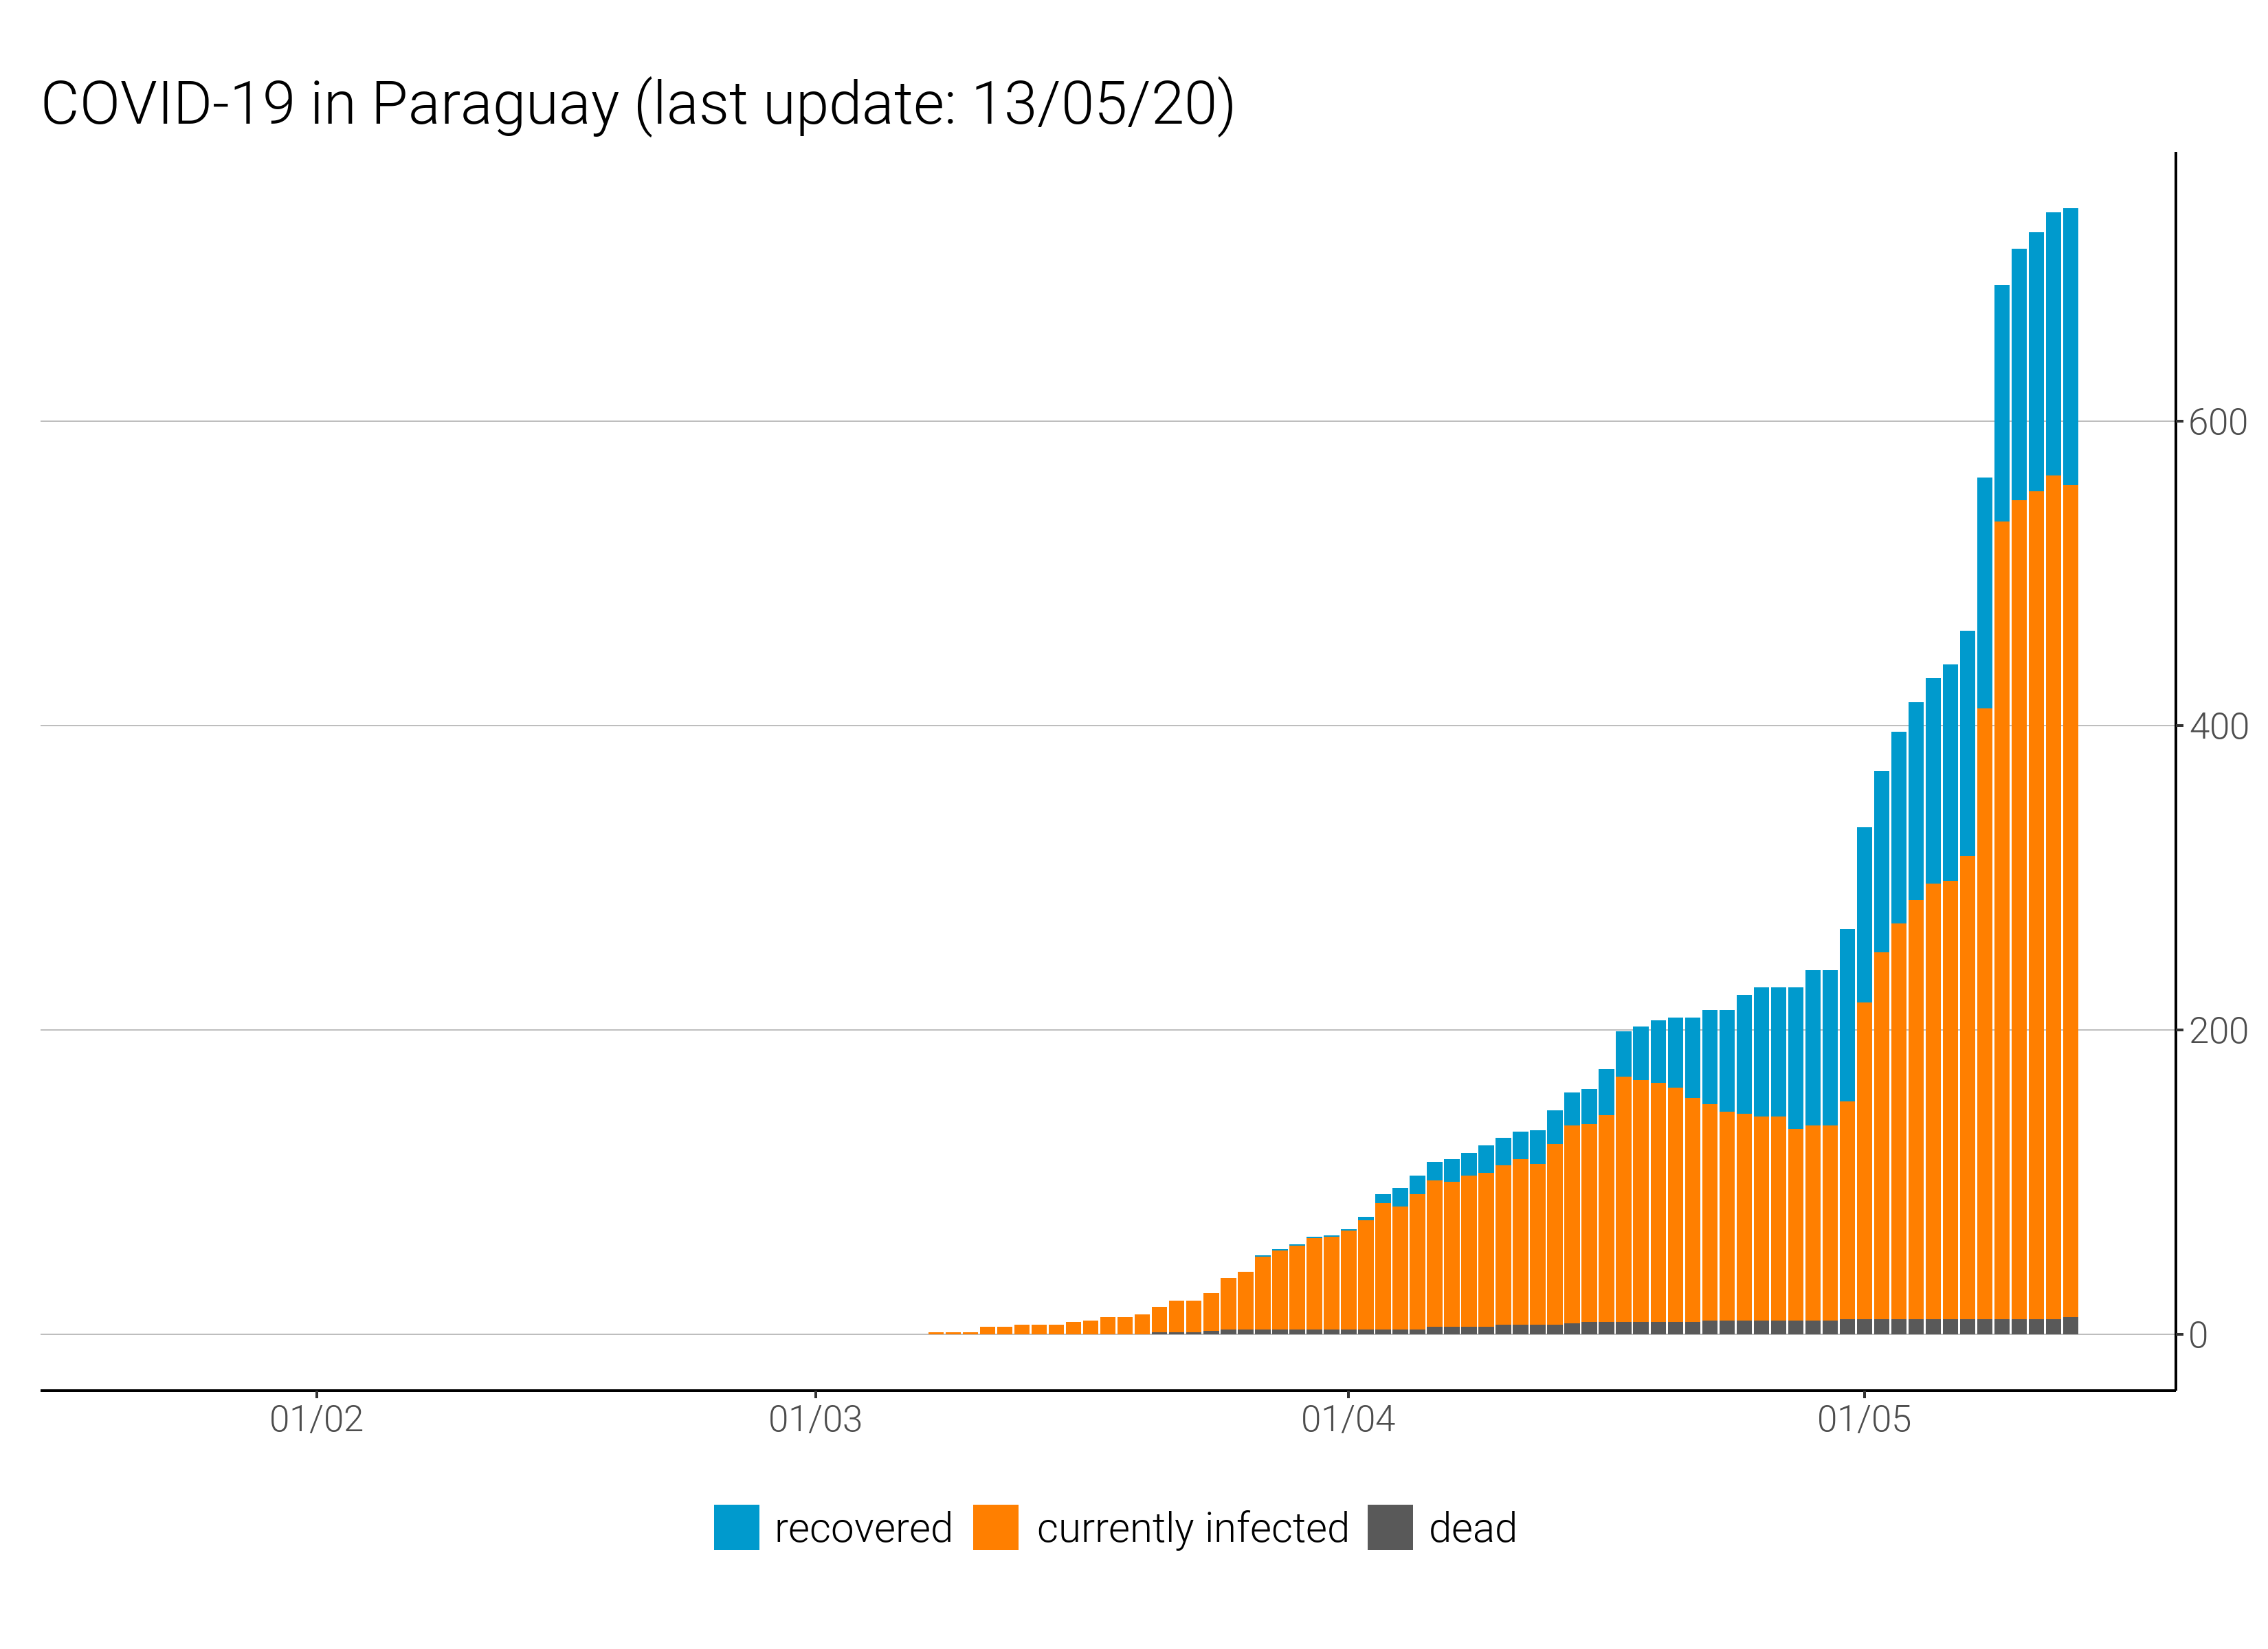 COVID-19 in Paraguay (last update: 13/05/20)
600
400
200
0
01/02 01/03 01/04 01/05
recovered currently infected dead